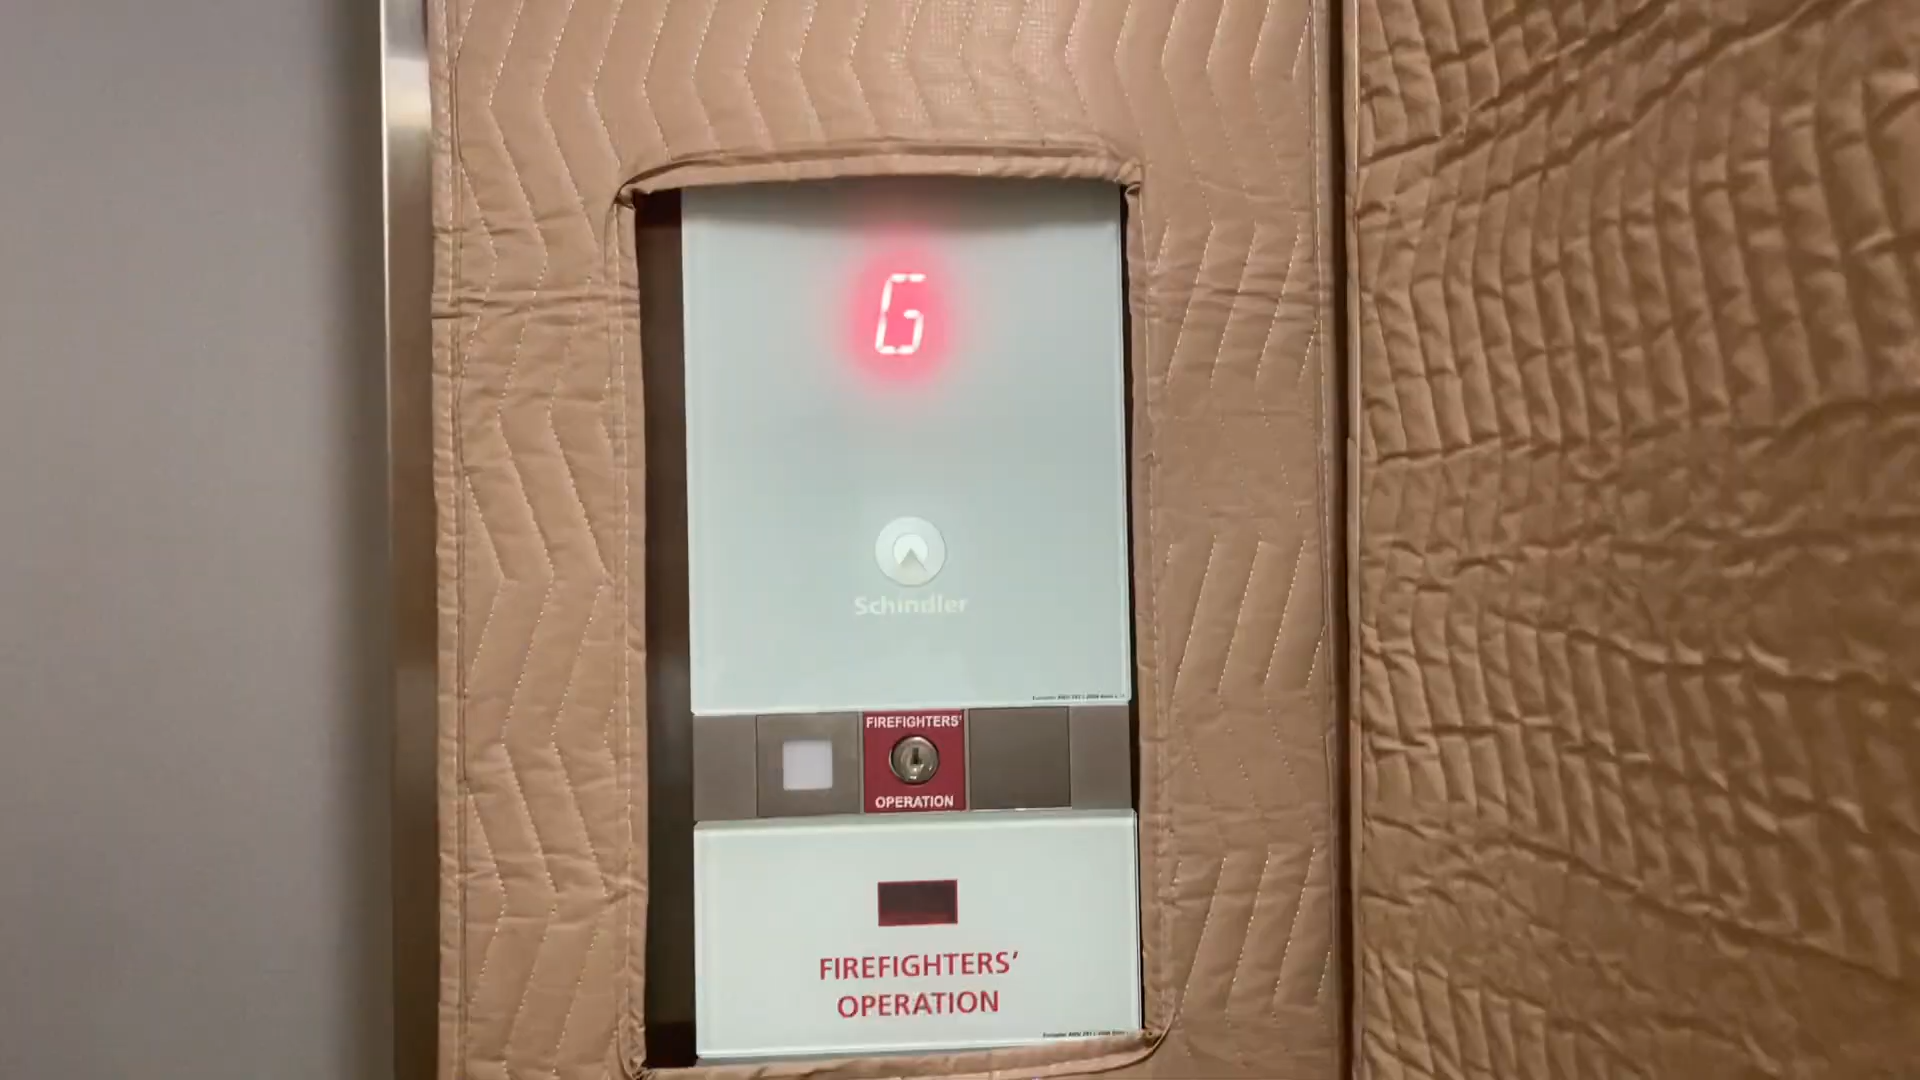 G
Schindler
FIREFIGHTERS'
OPERATION
FIREFIGHTERS'
OPERATION